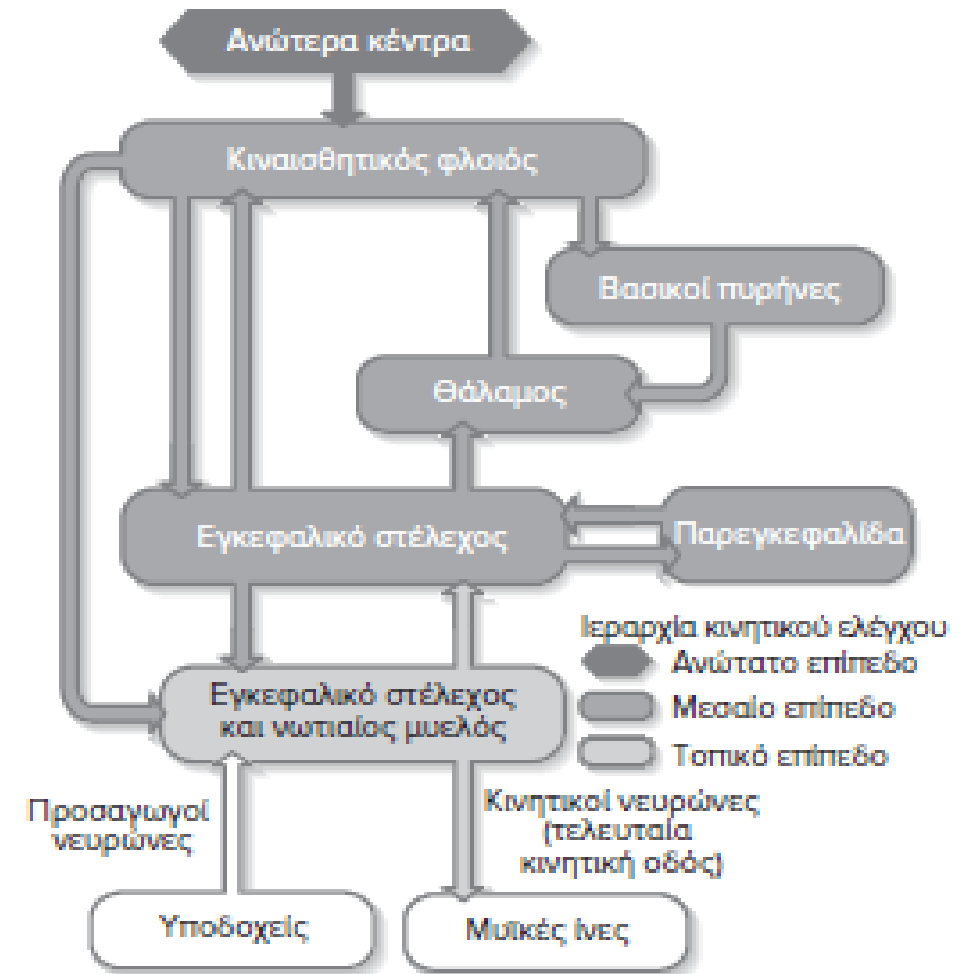 Ανώτερα κέντρα
Κιναισθητικός φλοιός
Βασικοί πυρήνες
Θάλαμος
Εγκεφαλικό στέλεχος
Παρεγκεφαλίδα
Ιεραρχία κινητικού ελέγχου
Ανώτατο επίπεδο
Μεσαίο επίπεδο
Τοπικό επίπεδο
Εγκεφαλικό στέλεχος
και νωτιαίος μυελός
Προσαγωγοί
νευρώνες
Κινητικοί νευρώνες
(τελευταία
κινητική οδός)
Υποδοχείς
Μυϊκές ίνες